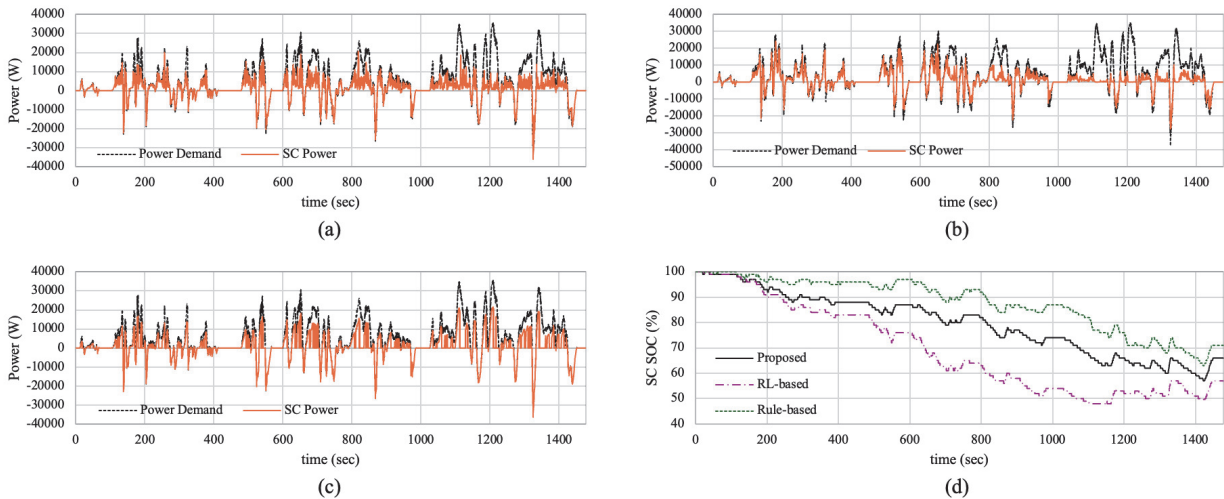 40000
30000
20000
10000
0
-10000
-20000
-30000
-40000
Power (W)
Power Demand
SC Power
0 200 400 600 800 1000 1200 1400
time (sec)
(a)
50000
40000
30000
20000
10000
0
-10000
-20000
-30000
-40000
-50000
Power (W)
Power Demand
SC Power
0 200 400 600 800 1000 1200 1400
time (sec)
(b)
40000
30000
20000
10000
0
-10000
-20000
-30000
-40000
Power (W)
Power Demand
SC Power
0 200 400 600 800 1000 1200 1400
time (sec)
(c)
100
90
80
70
60
50
40
SC SOC (%)
Proposed
RL-based
Rule-based
0 200 400 600 800 1000 1200 1400
time (sec)
(d)